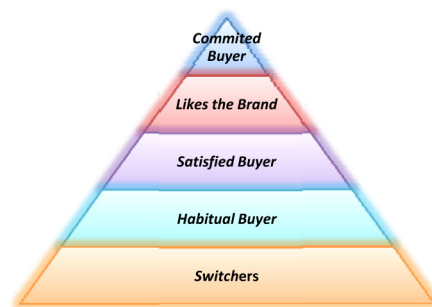 Commited
Buyer
Likes the Brand
Satisfied Buyer
Habitual Buyer
Switchers